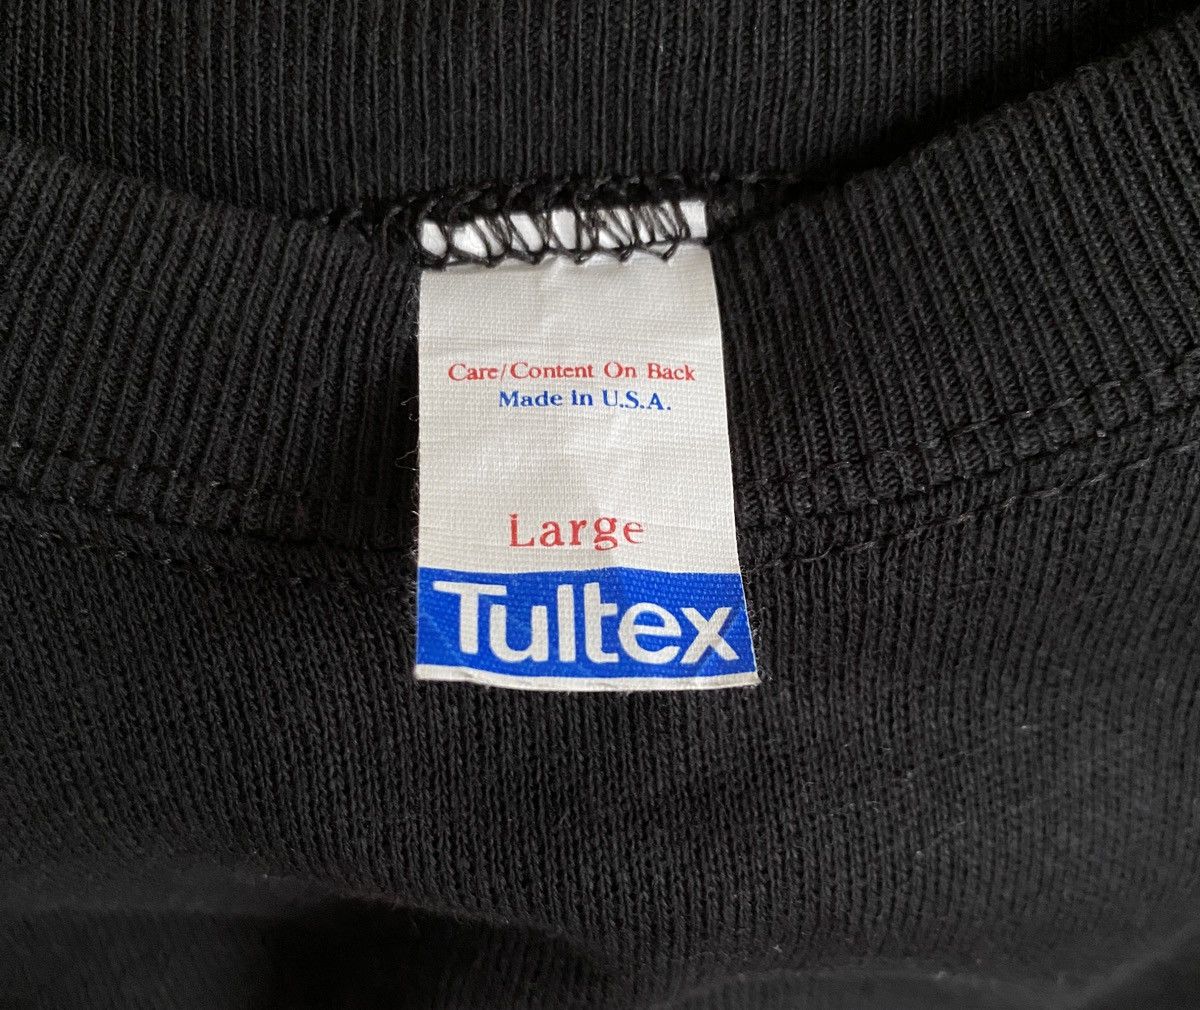 Care/Content On Back
Made in U.S.A.
Large
Tultex